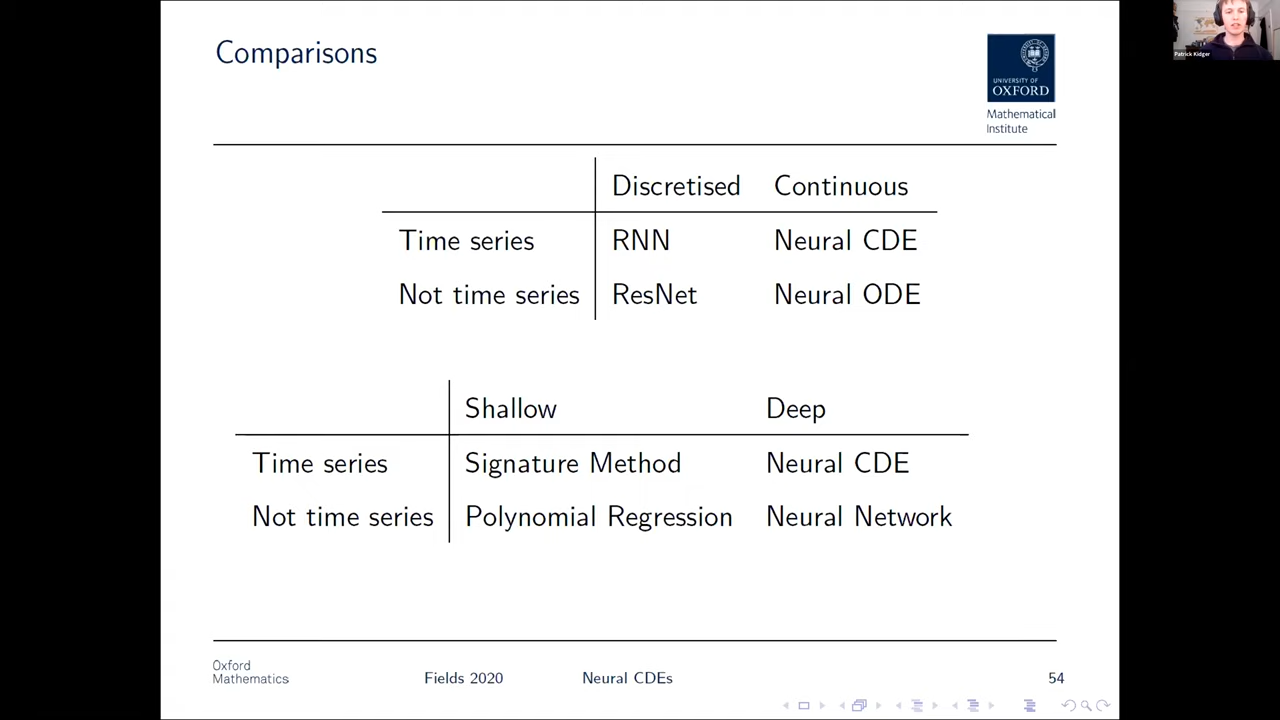 Comparisons
UNIVERSITY OF
OXFORD
Mathematical
Institute
Patrick Kidger
Discretised Continuous
Time series RNN Neural CDE
Not time series ResNet Neural ODE
Shallow Deep
Time series Signature Method Neural CDE
Not time series Polynomial Regression Neural Network
Oxford
Mathematics
Fields 2020 Neural CDEs 54